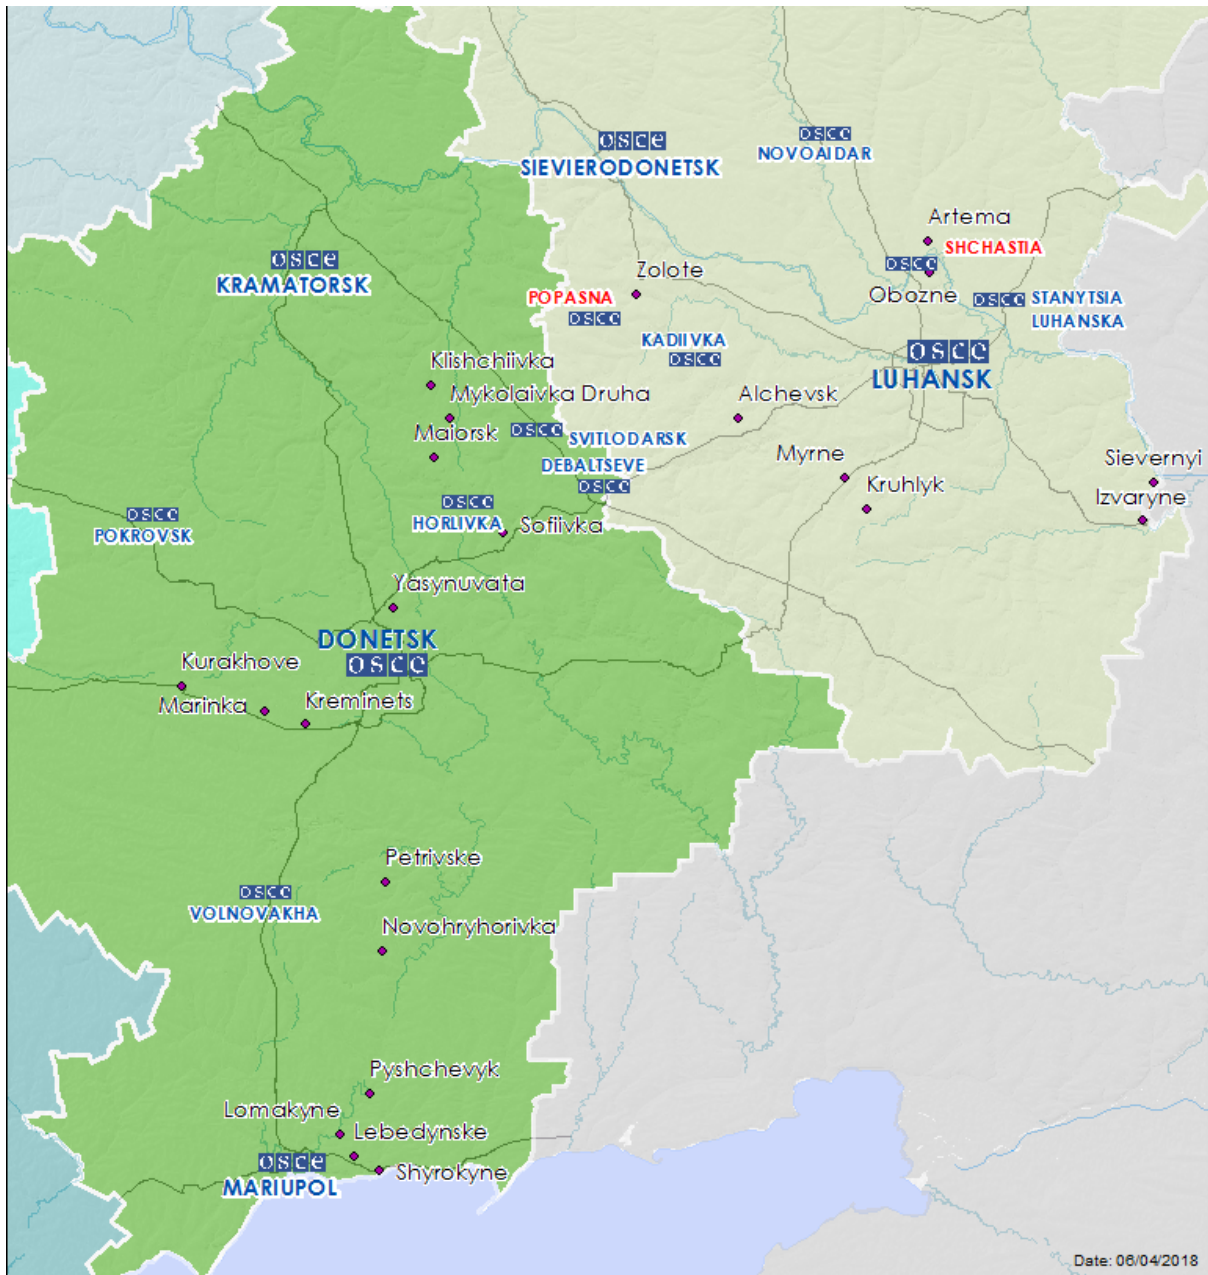 osce
SIEVIERODONETSK
osce
NOVOAIDAR
Artema
SHCHASTIA
osce
KRAMATORSK
Zolote
osce
Obozne
POPASNA
osce
osce
STANYTSIA
LUHANSKA
KADIIVKA
osce
osce
LUHANSK
Klishchiivka
Mykolaivka Druha
Alchevsk
Maiorsk
osce
SVITLODARSK
DEBALTSEVE
osce
Myrne
Sievernyi
Kruhlyk
Izvaryne
osce
POKROVSK
osce
HORLIVKA
Sofiivka
Yasynuvata
DONETSK
osce
Kurakhove
Marinka
Kreminets
Petrivske
osce
VOLNOVAKHA
Novohryhorivka
Pyshchevyk
Lomakyne
Lebedynske
osce
MARIUPOL
Shyrokyne
Date: 06/04/2018